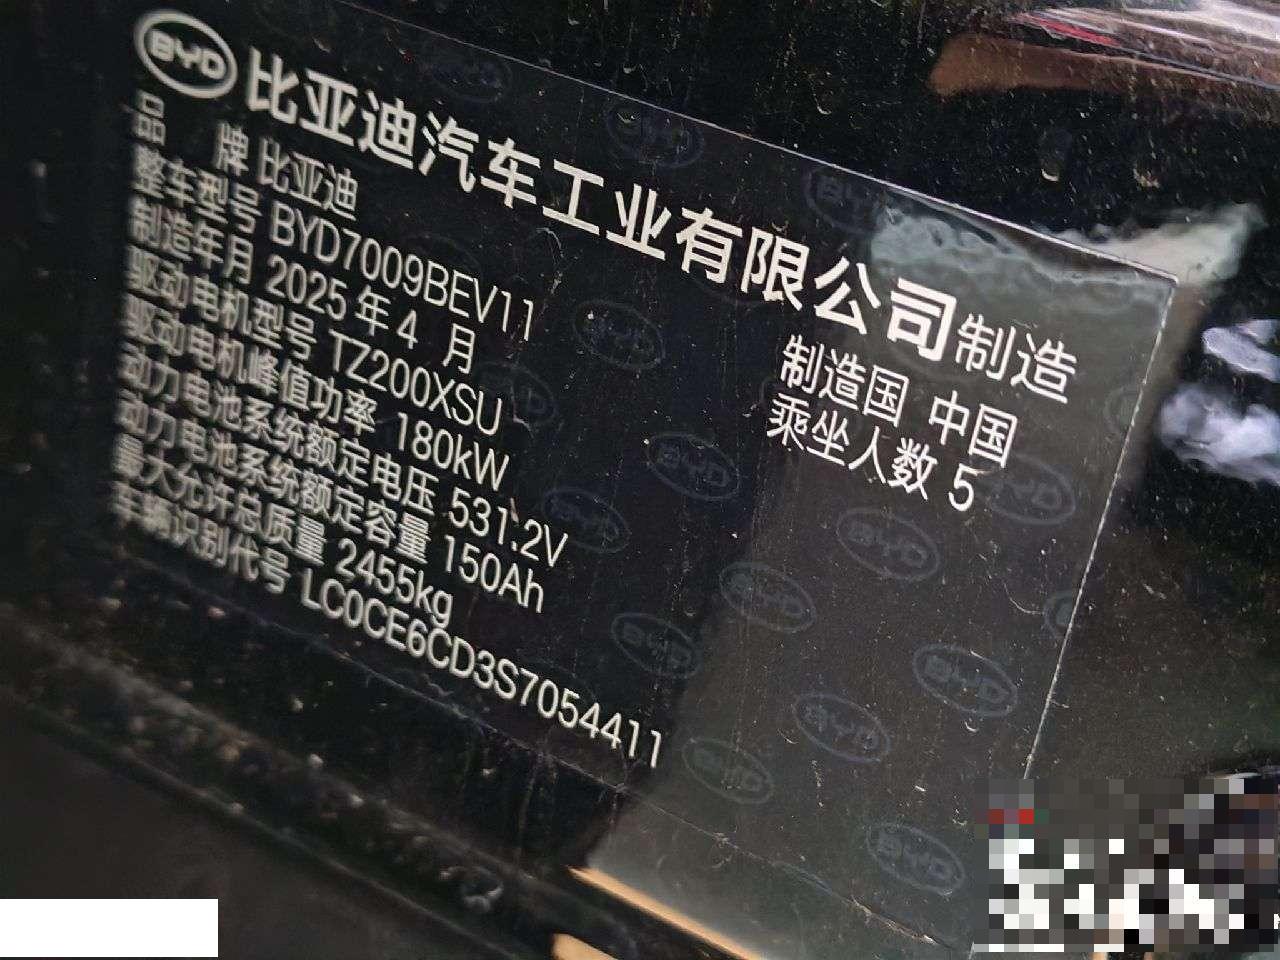 BYD 比亚迪汽车工业有限公司制造
品牌 比亚迪
整车型号 BYD7009BEV11
制造年月 2025年4月
驱动电机型号 TZ200XSU
驱动电机峰值功率 180kW
动力电池系统额定电压 531.2V
动力电池系统额定容量 150Ah
最大允许总质量 2455kg
车辆识别代号 LC0CE6CD3S7054411
制造国 中国
乘坐人数 5